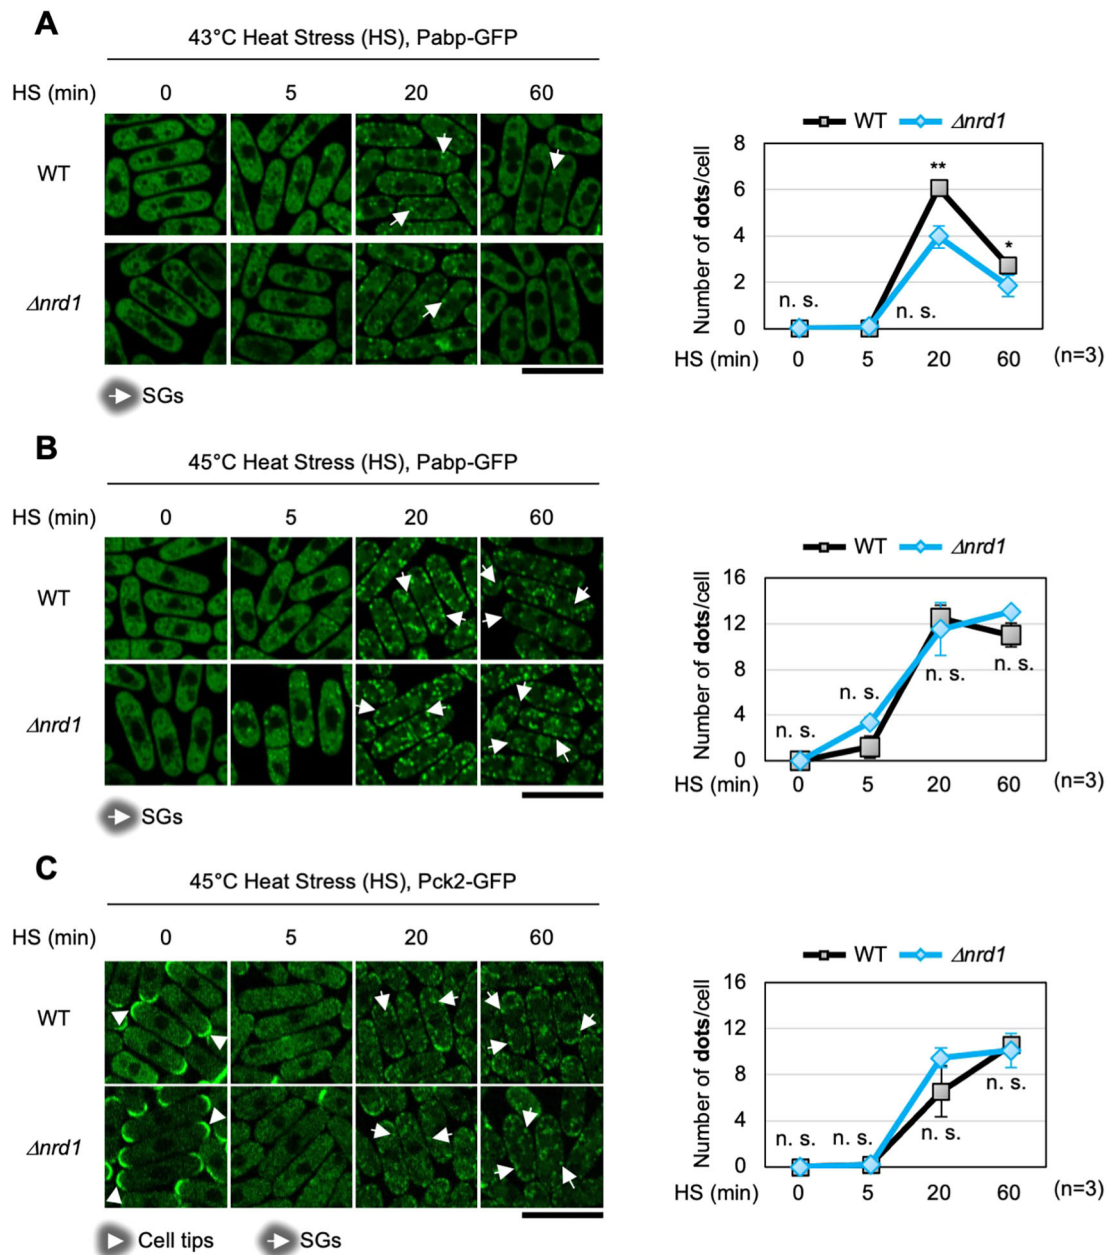 A
43°C Heat Stress (HS), Pabp-GFP
HS (min) 0 5 20 60
WT
Δnrd1
SGs
WT Δnrd1
Number of dots/cell
8
6
4
2
0
**
*
n. s.
n. s.
HS (min) 0 5 20 60 (n=3)
B
45°C Heat Stress (HS), Pabp-GFP
HS (min) 0 5 20 60
WT
Δnrd1
SGs
WT Δnrd1
Number of dots/cell
16
12
8
4
0
n. s.
n. s.
n. s.
n. s.
HS (min) 0 5 20 60 (n=3)
C
45°C Heat Stress (HS), Pck2-GFP
HS (min) 0 5 20 60
WT
Δnrd1
Cell tips SGs
WT Δnrd1
Number of dots/cell
16
12
8
4
0
n. s.
n. s.
n. s.
n. s.
HS (min) 0 5 20 60 (n=3)